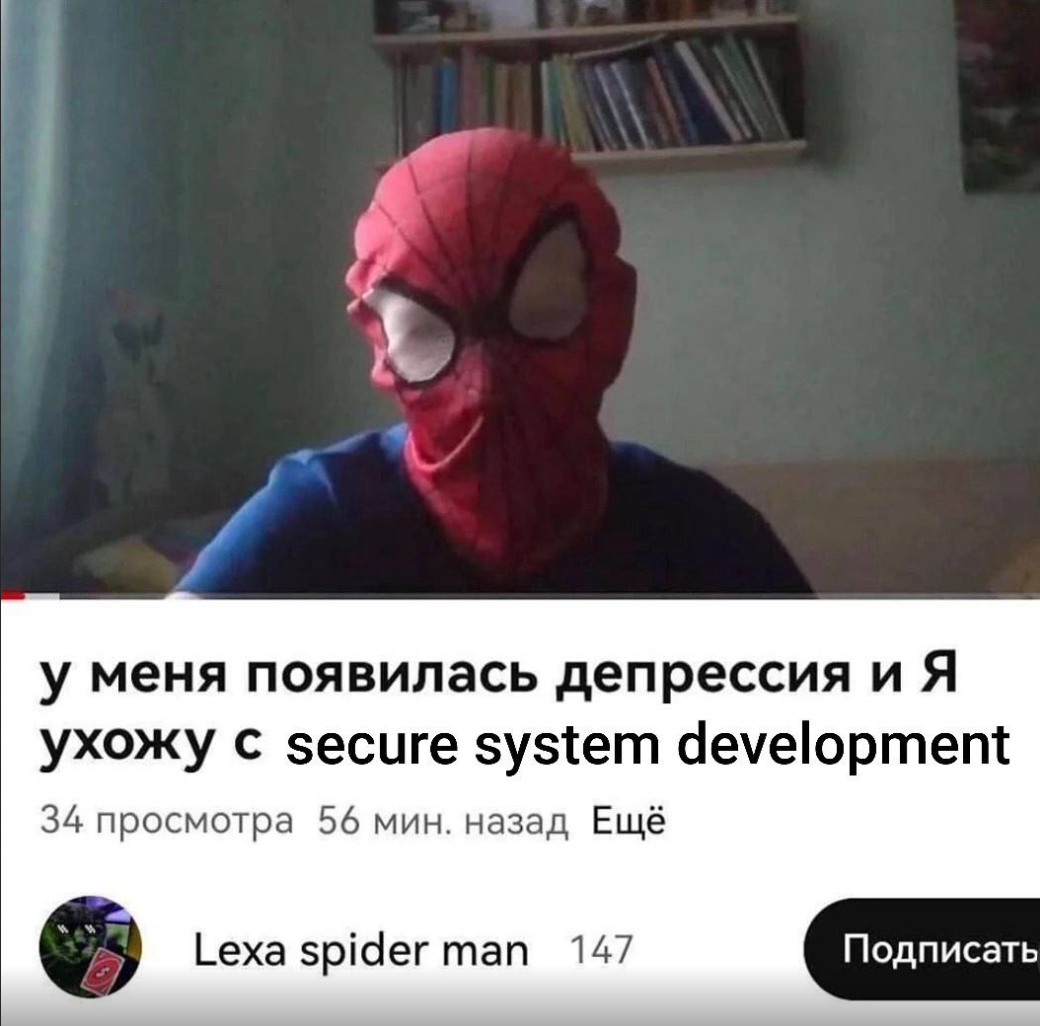 у меня появилась депрессия и Я
ухожу с secure system development
34 просмотра 56 мин. назад Ещё
Lexa spider man 147
Подписать